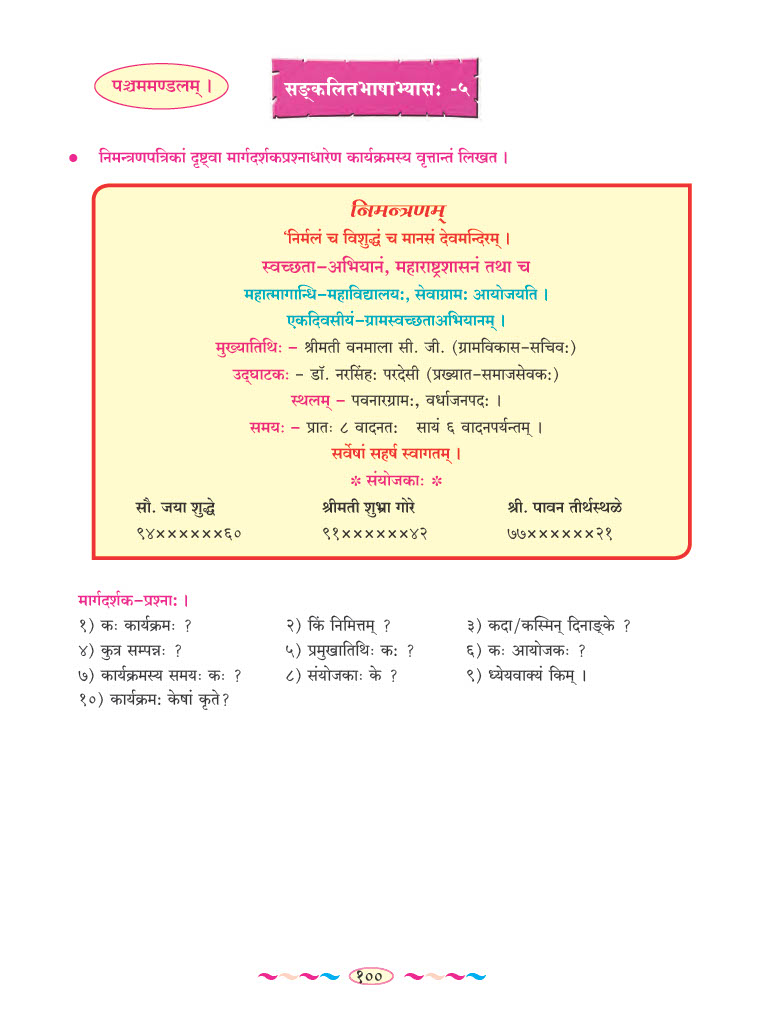 पञ्चममण्डलम् ।
सङ्कलितभाषाभ्यासः -५
• निमन्त्रणपत्रिकां दृष्ट्वा मार्गदर्शकप्रश्नाधारेण कार्यक्रमस्य वृत्तान्तं लिखत ।
निमन्त्रणम्
‘निर्मलं च विशुद्धं च मानसं देवमन्दिरम् ।
स्वच्छता-अभियानं, महाराष्ट्रशासनं तथा च
महात्मागान्धि-महाविद्यालयः, सेवाग्रामः आयोजयति ।
एकदिवसीयं-ग्रामस्वच्छताअभियानम् ।
मुख्यातिथिः – श्रीमती वनमाला सी. जी. (ग्रामविकास-सचिवः)
उद्घाटकः - डॉ. नरसिंहः परदेसी (प्रख्यात-समाजसेवकः)
स्थलम् – पवनारग्रामः, वर्धाजनपदः ।
समयः – प्रातः ८ वादनतः सायं ६ वादनपर्यन्तम् ।
सर्वेषां सहर्षं स्वागतम् ।
* संयोजकाः *
सौ. जया शुद्धे श्रीमती शुभ्रा गोरे श्री. पावन तीर्थस्थळे
९४××××××६० ९१××××××४२ ७७××××××२१
मार्गदर्शक-प्रश्नाः ।
१) कः कार्यक्रमः ? २) किं निमित्तम् ? ३) कदा/कस्मिन् दिनाङ्के ?
४) कुत्र सम्पन्नः ? ५) प्रमुखातिथिः कः ? ६) कः आयोजकः ?
७) कार्यक्रमस्य समयः कः ? ८) संयोजकाः के ? ९) ध्येयवाक्यं किम् ।
१०) कार्यक्रमः केषां कृते?
१००